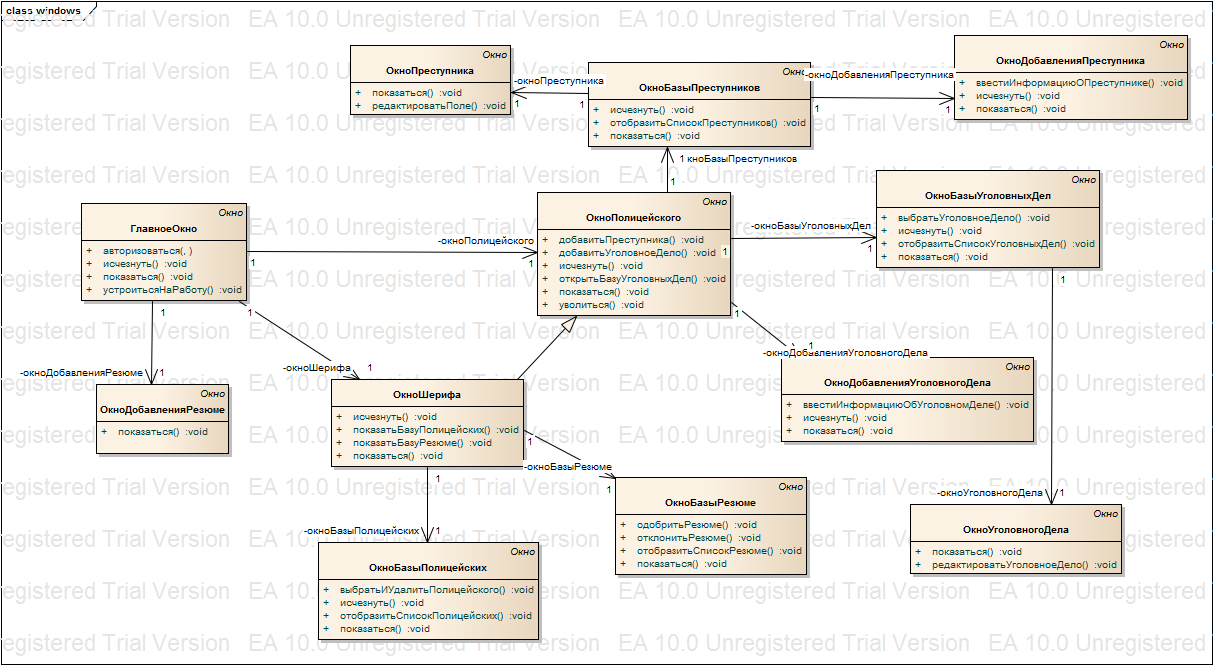 class windows
Окно
ОкноПреступника
+ показаться() :void
+ редактироватьПоле() :void
-окноПреступника
1
1
Окно
ОкноБазыПреступников
+ исчезнуть() :void
+ отобразитьСписокПреступников() :void
+ показаться() :void
-окноДобавленияПреступника
1
1
Окно
ОкноДобавленияПреступника
+ ввестиИнформациюОПреступнике() :void
+ исчезнуть() :void
+ показаться() :void
1 кноБазыПреступников
1
Окно
ГлавноеОкно
+ авторизоваться(, )
+ исчезнуть() :void
+ показаться() :void
+ устроитьсяНаРаботу() :void
-окноПолицейского
1
1
Окно
ОкноПолицейского
+ добавитьПреступника() :void
+ добавитьУголовноеДело() :void
+ исчезнуть() :void
+ открытьБазуУголовныхДел() :void
+ показаться() :void
+ уволиться() :void
-окноБазыУголовныхДел
1
1
Окно
ОкноБазыУголовныхДел
+ выбратьУголовноеДело() :void
+ исчезнуть() :void
+ отобразитьСписокУголовныхДел() :void
+ показаться() :void
1
1
1
1
1
-окноДобавленияУголовногоДела
-окноДобавленияРезюме
1
-окноШерифа
1
Окно
ОкноДобавленияРезюме
+ показаться() :void
ОкноШерифа
+ исчезнуть() :void
+ показатьБазуПолицейских() :void
+ показатьБазуРезюме() :void
+ показаться() :void
Окно
ОкноДобавленияУголовногоДела
+ ввестиИнформациюОбУголовномДеле() :void
+ исчезнуть() :void
+ показаться() :void
1
-окноБазыРезюме
1
1
-окноБазыПолицейских
1
-окноУголовногоДела
1
Окно
ОкноБазыРезюме
+ одобритьРезюме() :void
+ отклонитьРезюме() :void
+ отобразитьСписокРезюме() :void
+ показаться() :void
Окно
ОкноУголовногоДела
+ показаться() :void
+ редактироватьУголовноеДело() :void
Окно
ОкноБазыПолицейских
+ выбратьИУдалитьПолицейского() :void
+ исчезнуть() :void
+ отобразитьСписокПолицейских() :void
+ показаться() :void
EA 10.0 Unregistered Trial Version